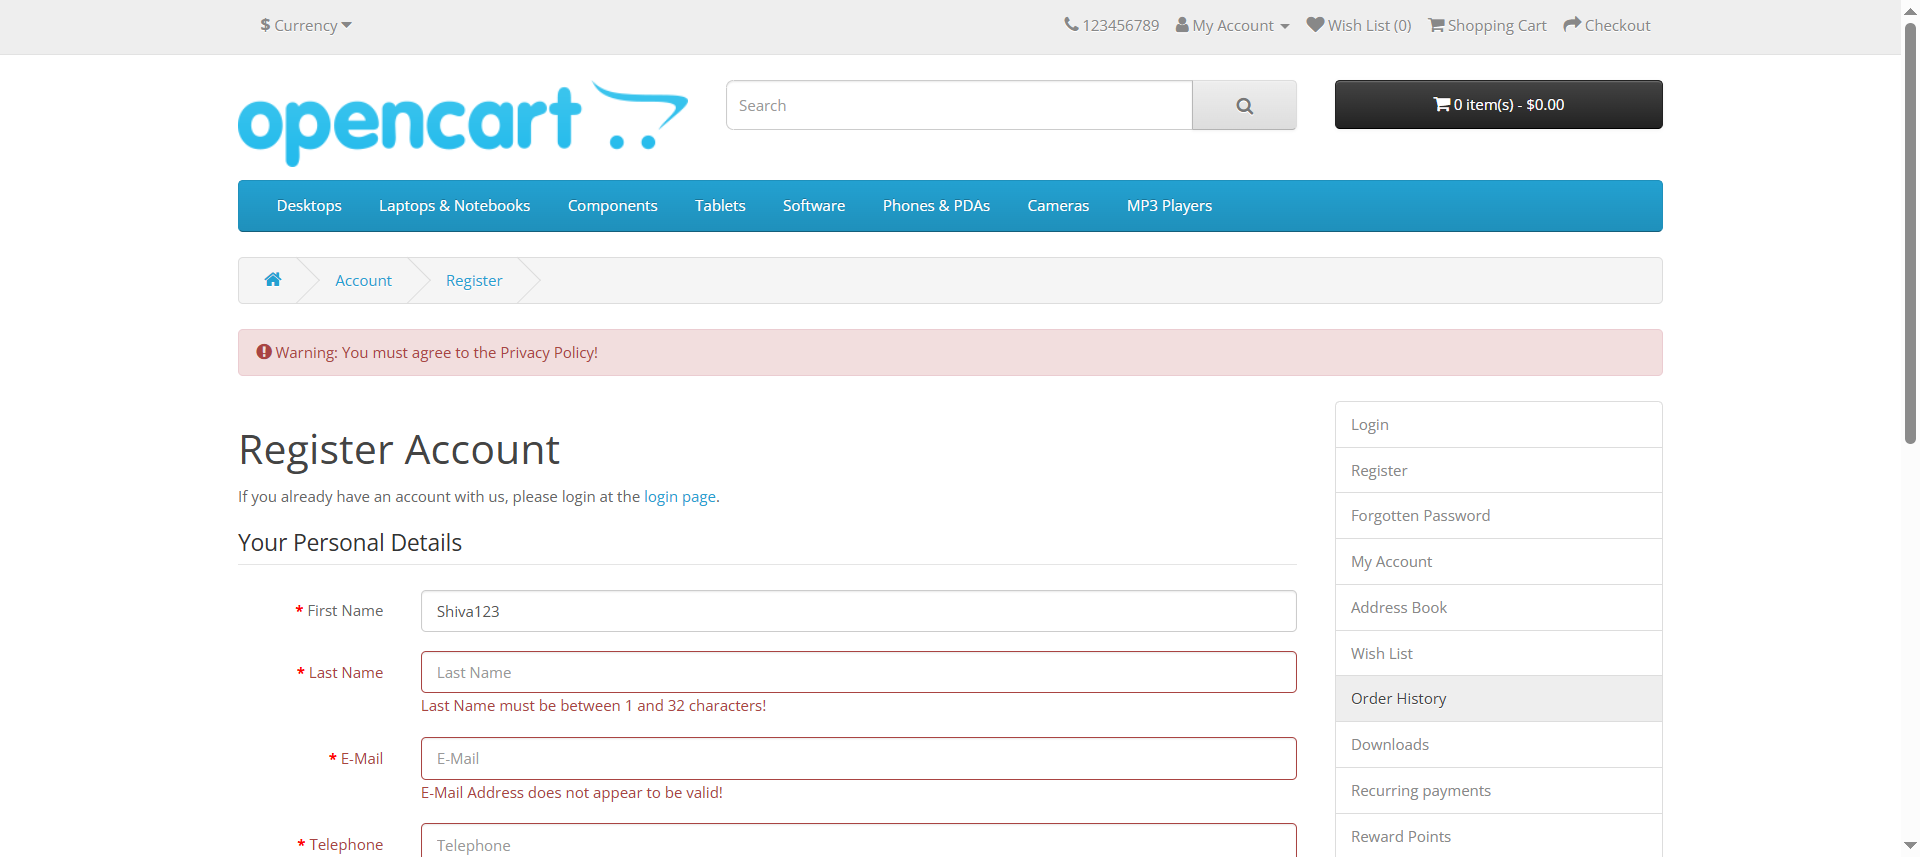 $ Currency
123456789 My Account Wish List (0) Shopping Cart Checkout
opencart
Search
0 item(s) - $0.00
Desktops Laptops & Notebooks Components Tablets Software Phones & PDAs Cameras MP3 Players
Account Register
Warning: You must agree to the Privacy Policy!
Register Account
If you already have an account with us, please login at the login page.
Your Personal Details
* First Name Shiva123
* Last Name Last Name
Last Name must be between 1 and 32 characters!
* E-Mail E-Mail
E-Mail Address does not appear to be valid!
* Telephone Telephone
Login
Register
Forgotten Password
My Account
Address Book
Wish List
Order History
Downloads
Recurring payments
Reward Points